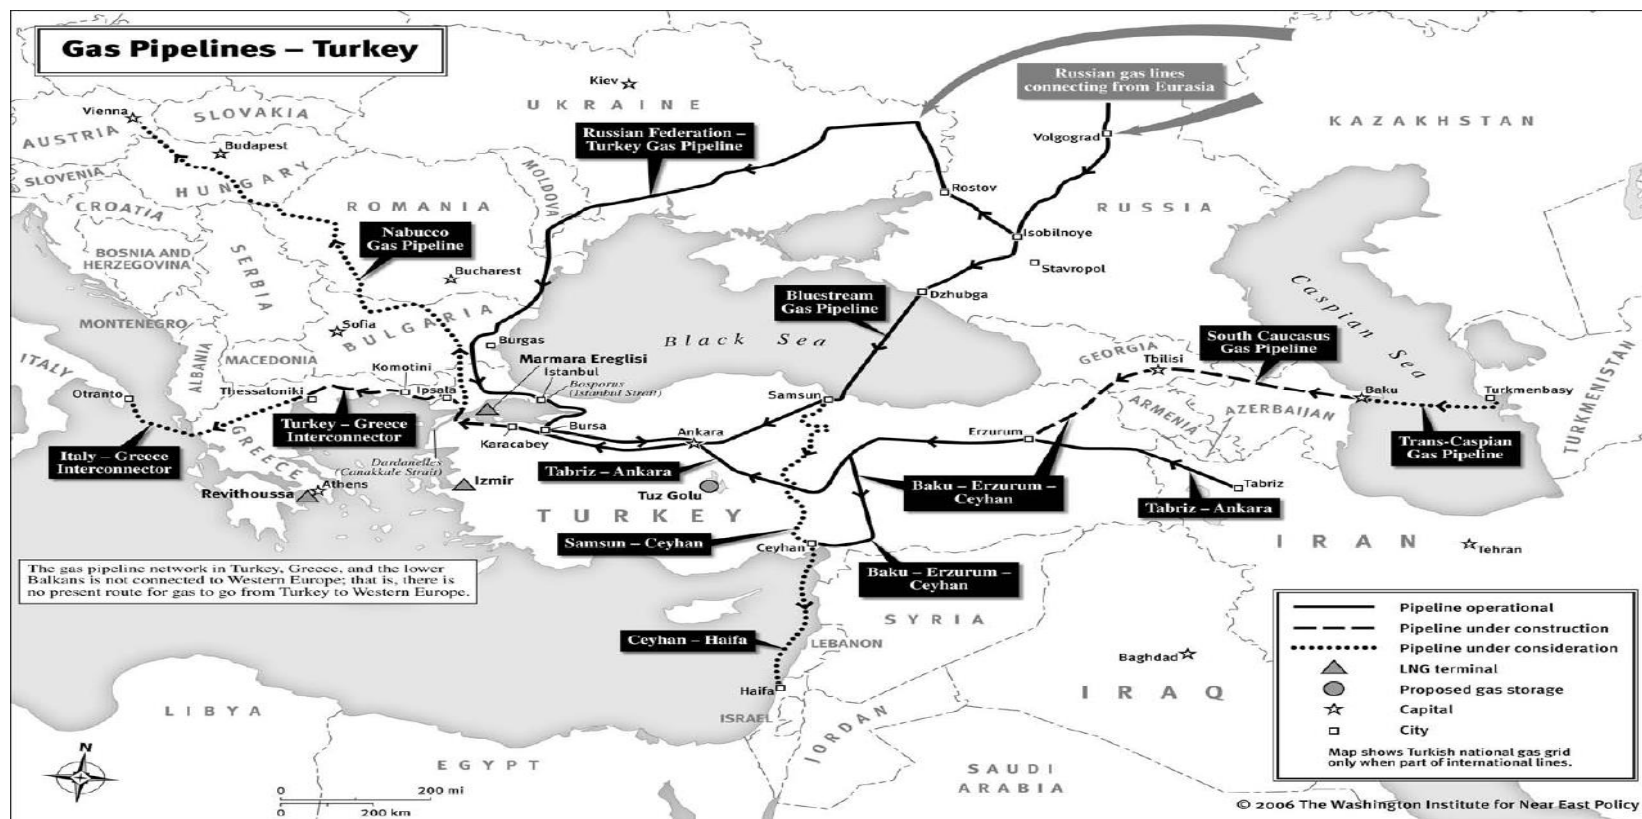 Gas Pipelines – Turkey
Kiev
UKRAINE
Russian gas lines
connecting from Eurasia
KAZAKHSTAN
Vienna
SLOVAKIA
AUSTRIA
Budapest
Russian Federation –
Turkey Gas Pipeline
Volgograd
SLOVENIA
HUNGARY
MOLDOVA
CROATIA
ROMANIA
Rostov
RUSSIA
Nabucco
Gas Pipeline
BOSNIA AND
HERZEGOVINA
SERBIA
Isobilnoye
Stavropol
Bucharest
Caspian Sea
Bluestream
Gas Pipeline
Dzhubga
MONTENEGRO
Sofia
BULGARIA
Black Sea
South Caucasus
Gas Pipeline
ITALY
ALBANIA
MACEDONIA
Burgas
Marmara Ereglisi
Istanbul
GEORGIA
Tbilisi
Komotini
Bosporus
(Istanbul Strait)
Otranto
Thessaloniki
Ipsala
Samsun
Baku
Turkmenbasy
TURKMENISTAN
ARMENIA
AZERBAIJAN
Turkey – Greece
Interconnector
Karacabey
Bursa
Ankara
Erzurum
Trans-Caspian
Gas Pipeline
Italy – Greece
Interconnector
GREECE
Dardanelles
(Canakkale Strait)
Tabriz – Ankara
Athens
Revithoussa
Izmir
Tuz Golu
Baku – Erzurum –
Ceyhan
Tabriz
Tabriz – Ankara
TURKEY
Samsun – Ceyhan
Ceyhan
IRAN
Tehran
The gas pipeline network in Turkey, Greece, and the lower
Balkans is not connected to Western Europe; that is, there is
no present route for gas to go from Turkey to Western Europe.
Baku – Erzurum –
Ceyhan
SYRIA
Ceyhan – Haifa
LEBANON
Baghdad
Haifa
IRAQ
LIBYA
ISRAEL
JORDAN
EGYPT
SAUDI
ARABIA
N
0 200 mi
0 200 km
Pipeline operational
Pipeline under construction
Pipeline under consideration
LNG terminal
Proposed gas storage
Capital
City
Map shows Turkish national gas grid
only when part of international lines.
© 2006 The Washington Institute for Near East Policy